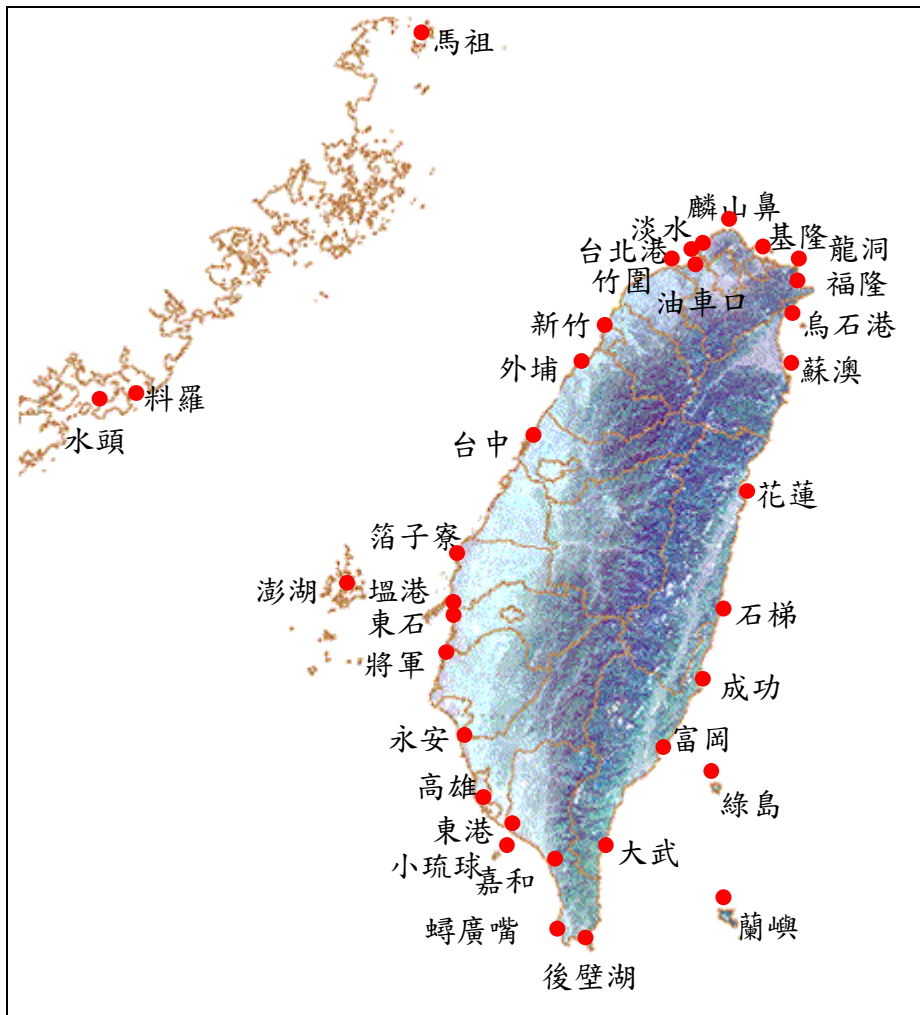 馬祖
麟山鼻
淡水
基隆
台北港
龍洞
竹圍
福隆
油車口
新竹
烏石港
外埔
蘇澳
料羅
水頭
台中
花蓮
箔子寮
澎湖
塭港
東石
石梯
將軍
成功
永安
富岡
高雄
綠島
東港
小琉球
大武
嘉和
蟳廣嘴
蘭嶼
後壁湖